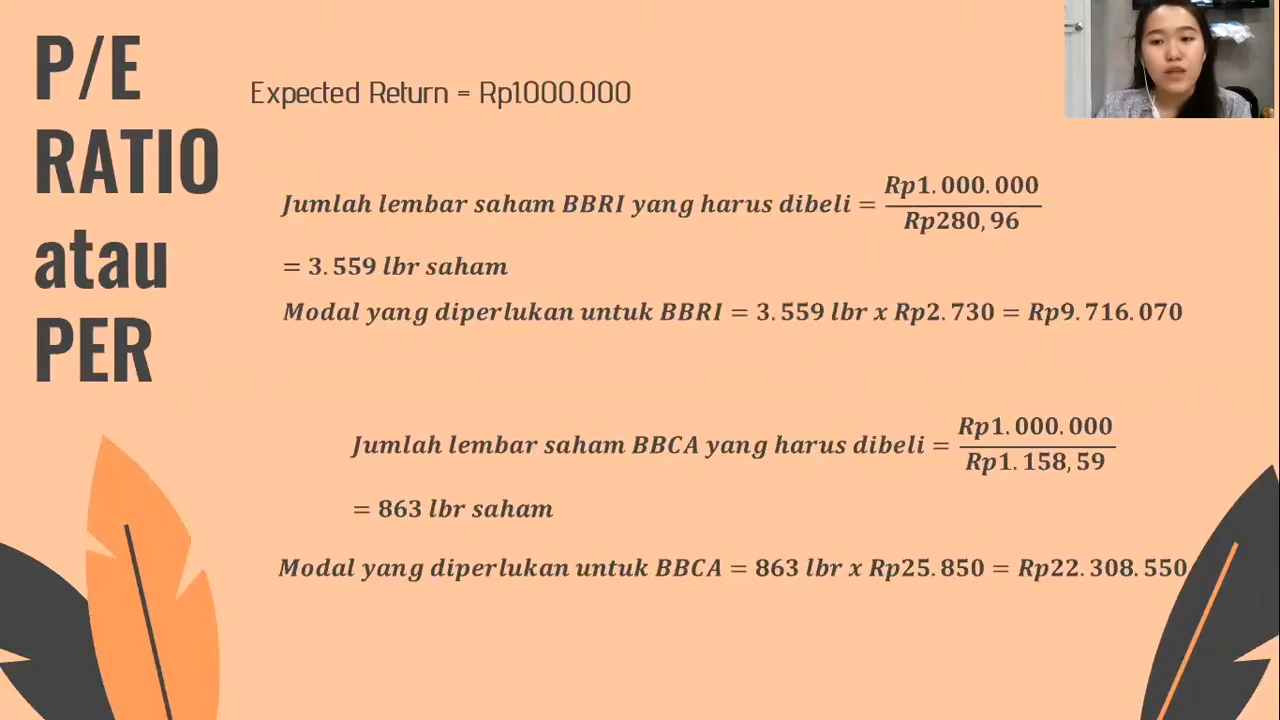 P/E
RATIO
atau
PER
Expected Return = Rp1000.000
Jumlah lembar saham BBRI yang harus dibeli = Rp1.000.000 / Rp280,96
= 3.559 lbr saham
Modal yang diperlukan untuk BBRI = 3.559 lbr x Rp2.730 = Rp9.716.070
Jumlah lembar saham BBCA yang harus dibeli = Rp1.000.000 / Rp1.158,59
= 863 lbr saham
Modal yang diperlukan untuk BBCA = 863 lbr x Rp25.850 = Rp22.308.550